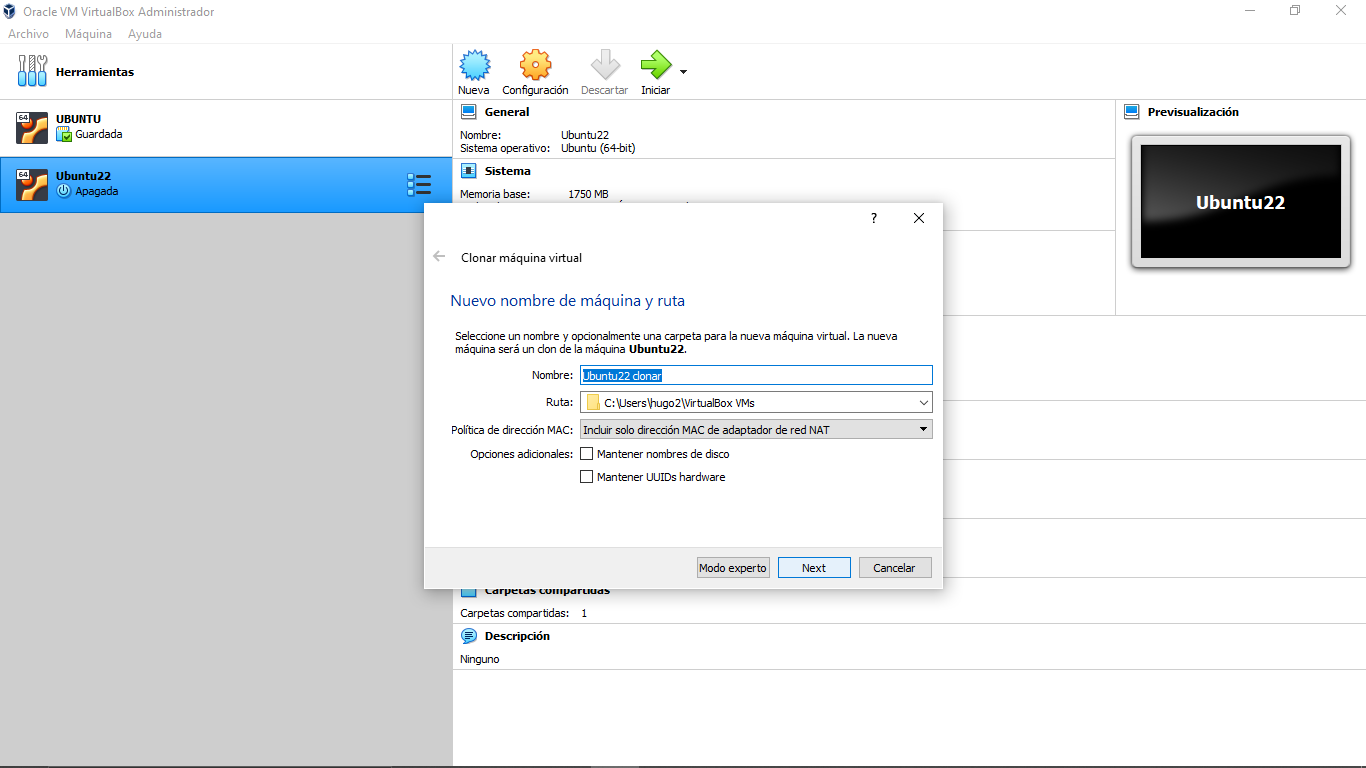 Oracle VM VirtualBox Administrador
Archivo Máquina Ayuda
Herramientas
Nueva Configuración Descartar Iniciar
64
UBUNTU
Guardada
64
Ubuntu22
Apagada
General
Nombre: Ubuntu22
Sistema operativo: Ubuntu (64-bit)
Sistema
Memoria base: 1750 MB
Previsualización
Ubuntu22
?
Clonar máquina virtual
Nuevo nombre de máquina y ruta
Seleccione un nombre y opcionalmente una carpeta para la nueva máquina virtual. La nueva
máquina será un clon de la máquina Ubuntu22.
Nombre: Ubuntu22 clonar
Ruta: C:\Users\hugo2\VirtualBox VMs
Política de dirección MAC: Incluir solo dirección MAC de adaptador de red NAT
Opciones adicionales: Mantener nombres de disco
Mantener UUIDs hardware
Modo experto Next Cancelar
Carpetas compartidas
Carpetas compartidas: 1
Descripción
Ninguno